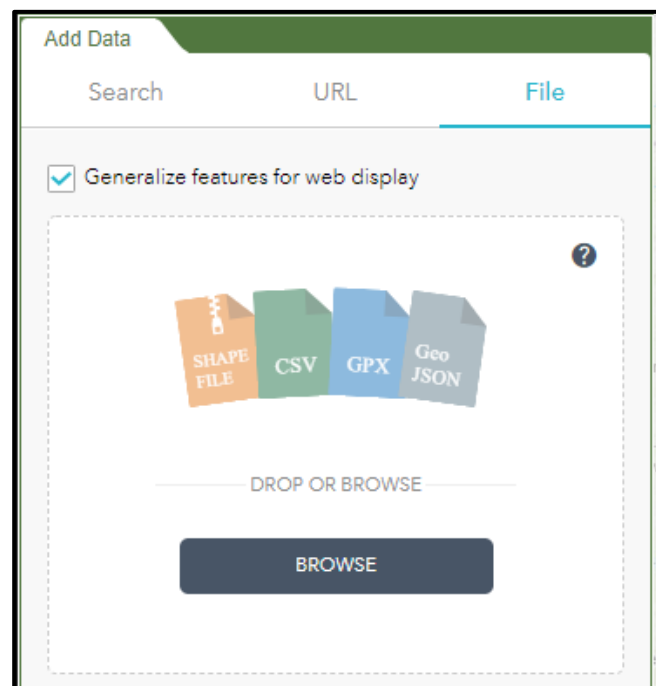 Add Data
Search URL File
Generalize features for web display
?
SHAPE
FILE
CSV
GPX
Geo
JSON
DROP OR BROWSE
BROWSE